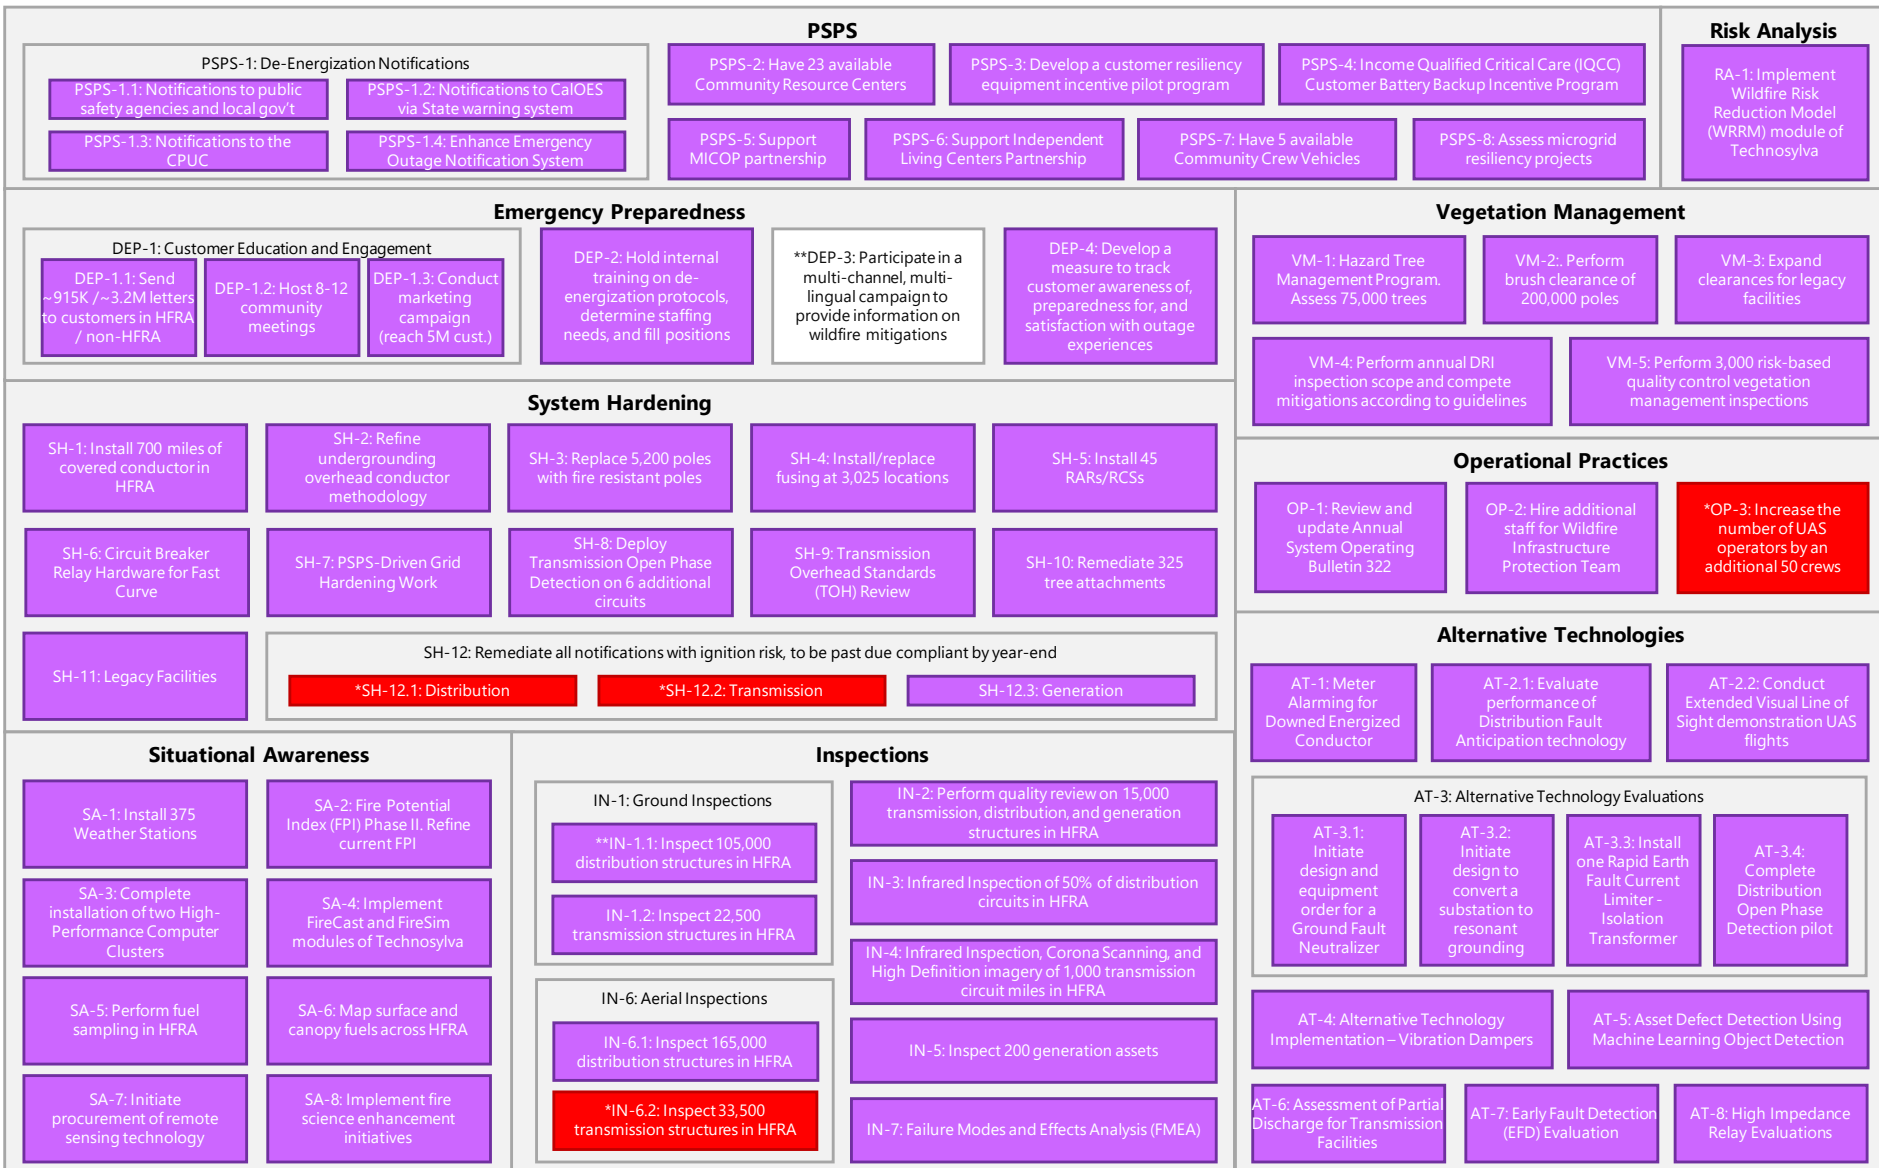 PSPS
PSPS-1: De-Energization Notifications
PSPS-1.1: Notifications to public
safety agencies and local gov't
PSPS-1.2: Notifications to CalOES
via State warning system
PSPS-1.3: Notifications to the
CPUC
PSPS-1.4: Enhance Emergency
Outage Notification System
PSPS-2: Have 23 available
Community Resource Centers
PSPS-3: Develop a customer resiliency
equipment incentive pilot program
PSPS-4: Income Qualified Critical Care (IQCC)
Customer Battery Backup Incentive Program
PSPS-5: Support
MICOP partnership
PSPS-6: Support Independent
Living Centers Partnership
PSPS-7: Have 5 available
Community Crew Vehicles
PSPS-8: Assess microgrid
resiliency projects
Risk Analysis
RA-1: Implement
Wildfire Risk
Reduction Model
(WRRM) module of
Technosylva
Emergency Preparedness
DEP-1: Customer Education and Engagement
DEP-1.1: Send
~915K /~3.2M letters
to customers in HFRA
/ non-HFRA
DEP-1.2: Host 8-12
community
meetings
DEP-1.3: Conduct
marketing
campaign
(reach 5M cust.)
DEP-2: Hold internal
training on de-
energization protocols,
determine staffing
needs, and fill positions
**DEP-3: Participate in a
multi-channel, multi-
lingual campaign to
provide information on
wildfire mitigations
DEP-4: Develop a
measure to track
customer awareness of,
preparedness for, and
satisfaction with outage
experiences
Vegetation Management
VM-1: Hazard Tree
Management Program.
Assess 75,000 trees
VM-2:. Perform
brush clearance of
200,000 poles
VM-3: Expand
clearances for legacy
facilities
VM-4: Perform annual DRI
inspection scope and compete
mitigations according to guidelines
VM-5: Perform 3,000 risk-based
quality control vegetation
management inspections
System Hardening
SH-1: Install 700 miles of
covered conductor in
HFRA
SH-2: Refine
undergrounding
overhead conductor
methodology
SH-3: Replace 5,200 poles
with fire resistant poles
SH-4: Install/replace
fusing at 3,025 locations
SH-5: Install 45
RARs/RCSs
SH-6: Circuit Breaker
Relay Hardware for Fast
Curve
SH-7: PSPS-Driven Grid
Hardening Work
SH-8: Deploy
Transmission Open Phase
Detection on 6 additional
circuits
SH-9: Transmission
Overhead Standards
(TOH) Review
SH-10: Remediate 325
tree attachments
SH-11: Legacy Facilities
SH-12: Remediate all notifications with ignition risk, to be past due compliant by year-end
*SH-12.1: Distribution
*SH-12.2: Transmission
SH-12.3: Generation
Operational Practices
OP-1: Review and
update Annual
System Operating
Bulletin 322
OP-2: Hire additional
staff for Wildfire
Infrastructure
Protection Team
*OP-3: Increase the
number of UAS
operators by an
additional 50 crews
Alternative Technologies
AT-1: Meter
Alarming for
Downed Energized
Conductor
AT-2.1: Evaluate
performance of
Distribution Fault
Anticipation technology
AT-2.2: Conduct
Extended Visual Line of
Sight demonstration UAS
flights
AT-3: Alternative Technology Evaluations
AT-3.1:
Initiate
design and
equipment
order for a
Ground Fault
Neutralizer
AT-3.2:
Initiate
design to
convert a
substation to
resonant
grounding
AT-3.3: Install
one Rapid Earth
Fault Current
Limiter -
Isolation
Transformer
AT-3.4:
Complete
Distribution
Open Phase
Detection pilot
AT-4: Alternative Technology
Implementation – Vibration Dampers
AT-5: Asset Defect Detection Using
Machine Learning Object Detection
AT-6: Assessment of Partial
Discharge for Transmission
Facilities
AT-7: Early Fault Detection
(EFD) Evaluation
AT-8: High Impedance
Relay Evaluations
Situational Awareness
SA-1: Install 375
Weather Stations
SA-2: Fire Potential
Index (FPI) Phase II. Refine
current FPI
SA-3: Complete
installation of two High-
Performance Computer
Clusters
SA-4: Implement
FireCast and FireSim
modules of Technosylva
SA-5: Perform fuel
sampling in HFRA
SA-6: Map surface and
canopy fuels across HFRA
SA-7: Initiate
procurement of remote
sensing technology
SA-8: Implement fire
science enhancement
initiatives
Inspections
IN-1: Ground Inspections
**IN-1.1: Inspect 105,000
distribution structures in HFRA
IN-1.2: Inspect 22,500
transmission structures in HFRA
IN-6: Aerial Inspections
IN-6.1: Inspect 165,000
distribution structures in HFRA
*IN-6.2: Inspect 33,500
transmission structures in HFRA
IN-2: Perform quality review on 15,000
transmission, distribution, and generation
structures in HFRA
IN-3: Infrared Inspection of 50% of distribution
circuits in HFRA
IN-4: Infrared Inspection, Corona Scanning, and
High Definition imagery of 1,000 transmission
circuit miles in HFRA
IN-5: Inspect 200 generation assets
IN-7: Failure Modes and Effects Analysis (FMEA)